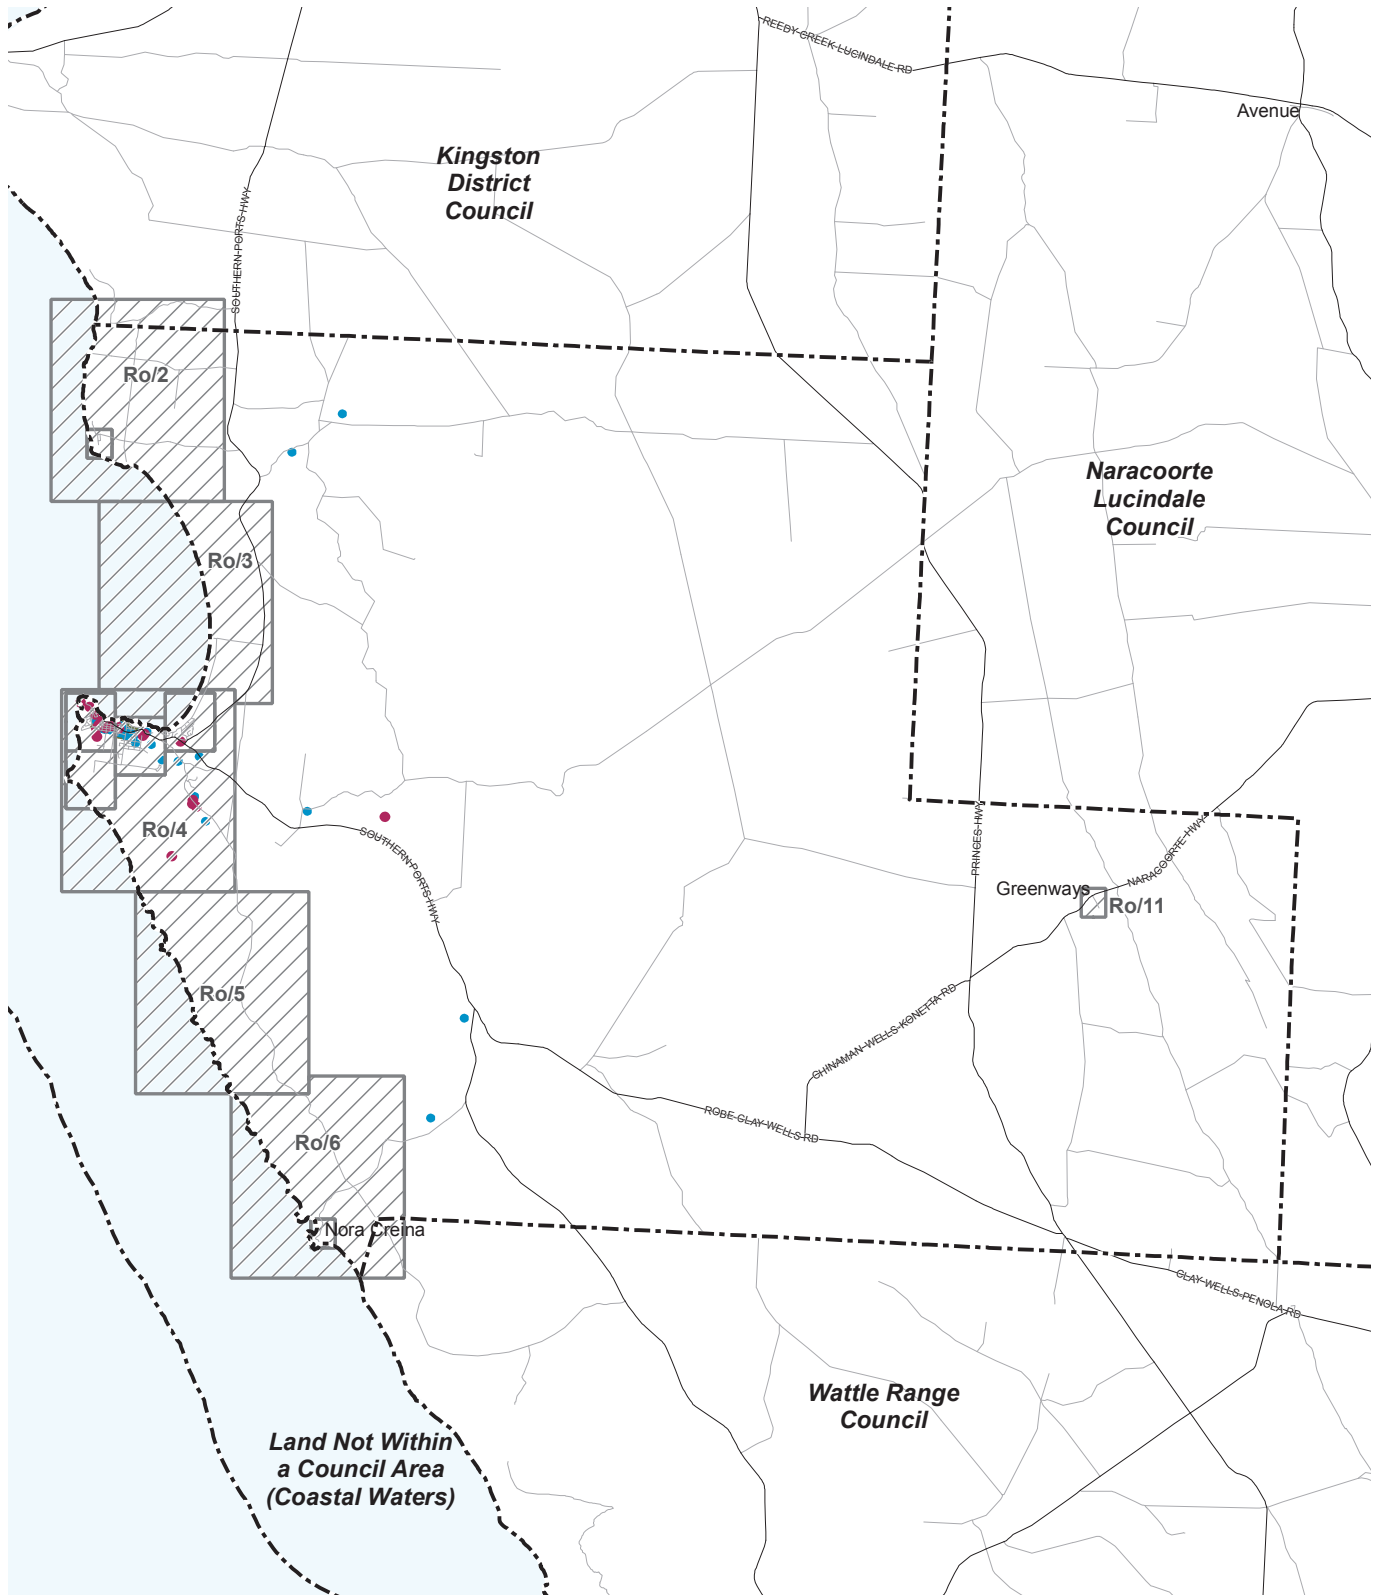 REEDY CREEK-LUCINDALE RD
Avenue
Kingston
District
Council
SOUTHERN PORTS HWY
Ro/2
Naracoorte
Lucindale
Council
Ro/3
Ro/4
SOUTHERN PORTS HWY
PRINCES HWY
NARACOORTE HWY
Greenways
Ro/11
Ro/5
CHINAMAN-WELLS-KONETTA RD
ROBE-CLAY-WELLS RD
Ro/6
Nora Creina
CLAY-WELLS-PENOLA RD
Wattle Range
Council
Land Not Within
a Council Area
(Coastal Waters)